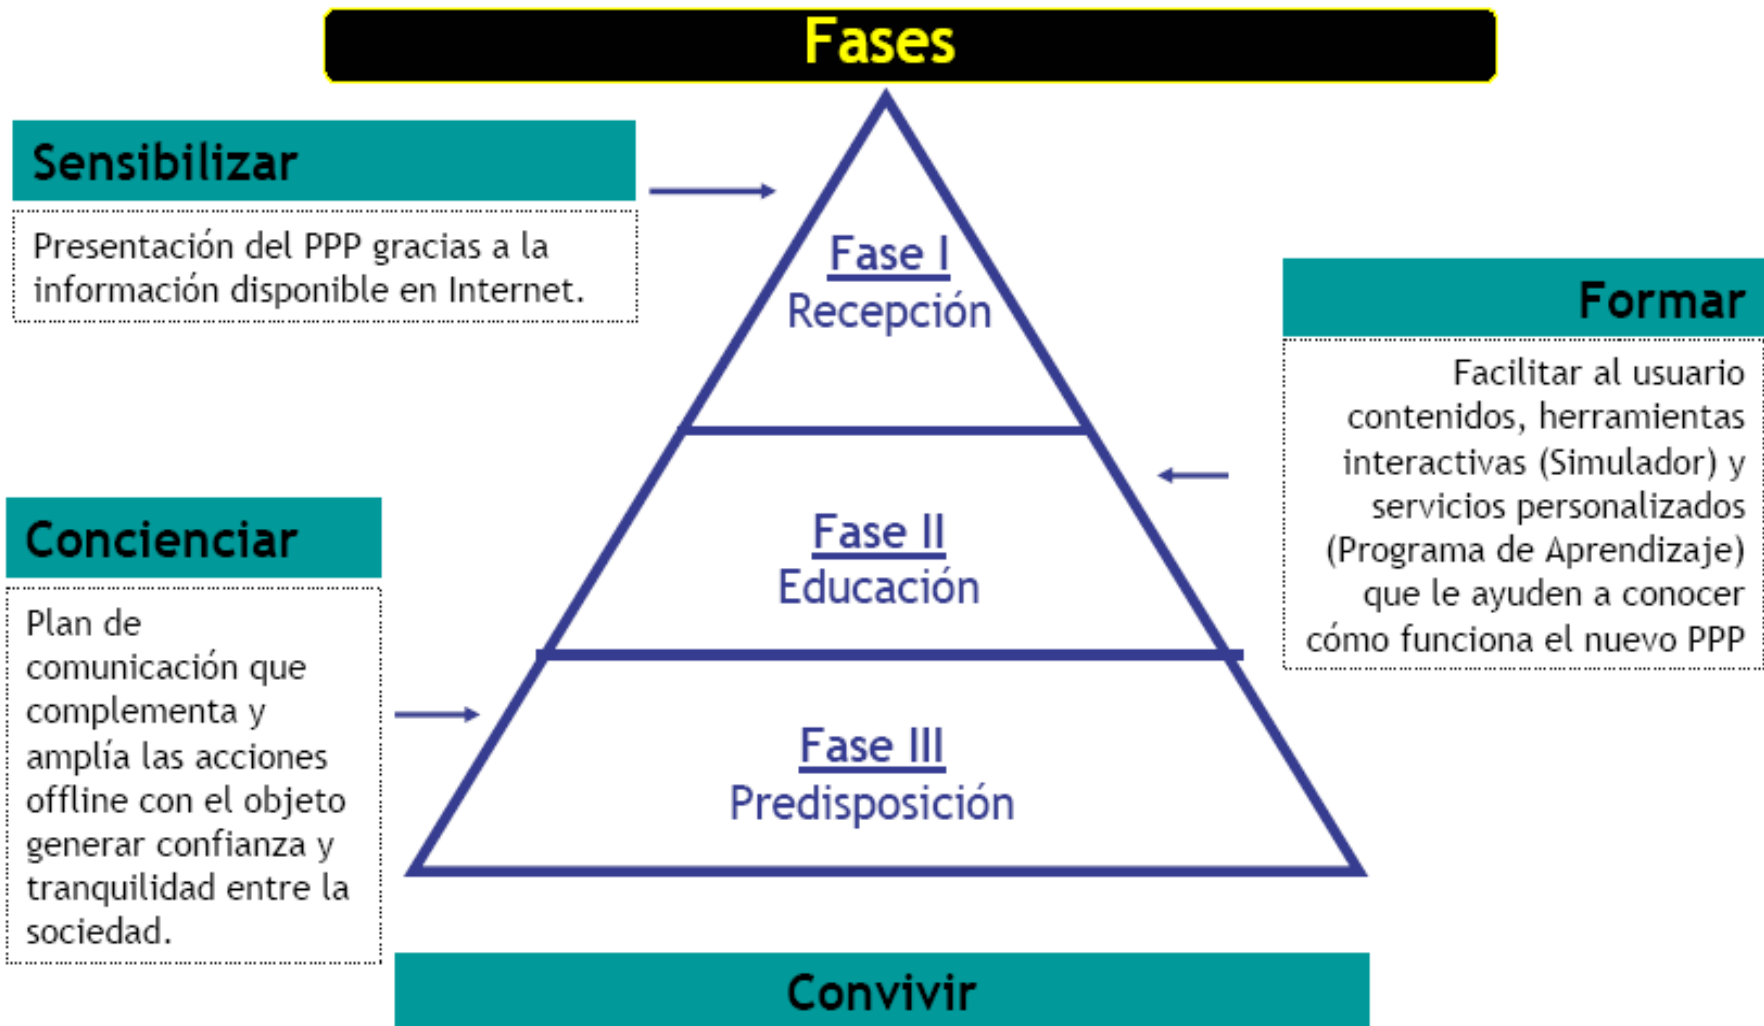 Fases
Sensibilizar
Presentación del PPP gracias a la
información disponible en Internet.
Fase I
Recepción
Formar
Facilitar al usuario
contenidos, herramientas
interactivas (Simulador) y
servicios personalizados
(Programa de Aprendizaje)
que le ayuden a conocer
cómo funciona el nuevo PPP
Fase II
Educación
Concienciar
Plan de
comunicación que
complementa y
amplía las acciones
offline con el objeto
generar confianza y
tranquilidad entre la
sociedad.
Fase III
Predisposición
Convivir